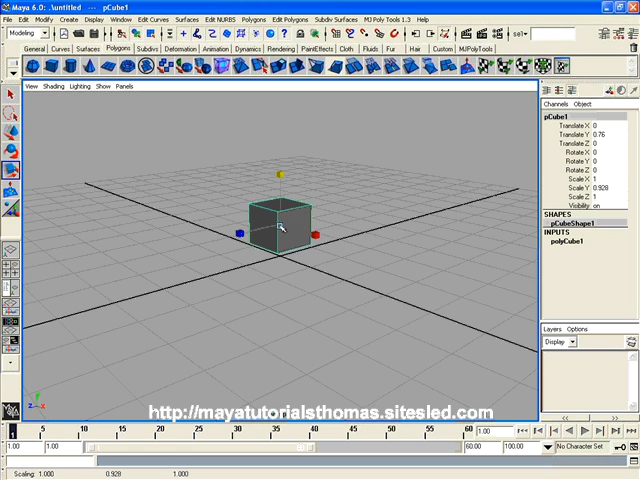 Maya 6.0: .\untitled --- pCube1
File Edit Modify Create Display Window Edit Curves Surfaces Edit NURBS Polygons Edit Polygons Subdiv Surfaces MJ Poly Tools 1.3 Help
Modeling sel
General Curves Surfaces Polygons Subdivs Deformation Animation Dynamics Rendering PaintEffects Cloth Fluids Fur Hair Custom MJPolyTools
View Shading Lighting Show Panels
Channels Object
pCube1
Translate X 0
Translate Y 0.76
Translate Z 0
Rotate X 0
Rotate Y 0
Rotate Z 0
Scale X 1
Scale Y 0.928
Scale Z 1
Visibility on
SHAPES
pCubeShape1
INPUTS
polyCube1
Layers Options
Display
http://mayatutorialsthomas.sitesled.com
1 5 10 15 20 25 30 35 40 45 50 55 60 1.00
1.00 1.00 60.00 100.00 No Character Set
Scaling: 1.000 0.928 1.000